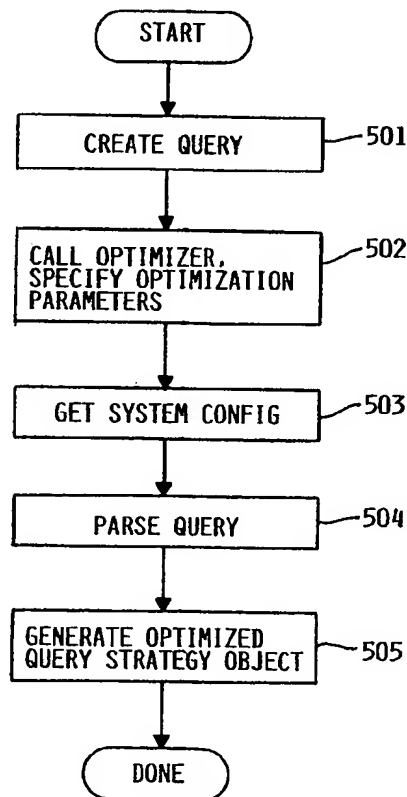 START
CREATE QUERY
501
CALL OPTIMIZER,
SPECIFY OPTIMIZATION
PARAMETERS
502
GET SYSTEM CONFIG
503
PARSE QUERY
504
GENERATE OPTIMIZED
QUERY STRATEGY OBJECT
505
DONE